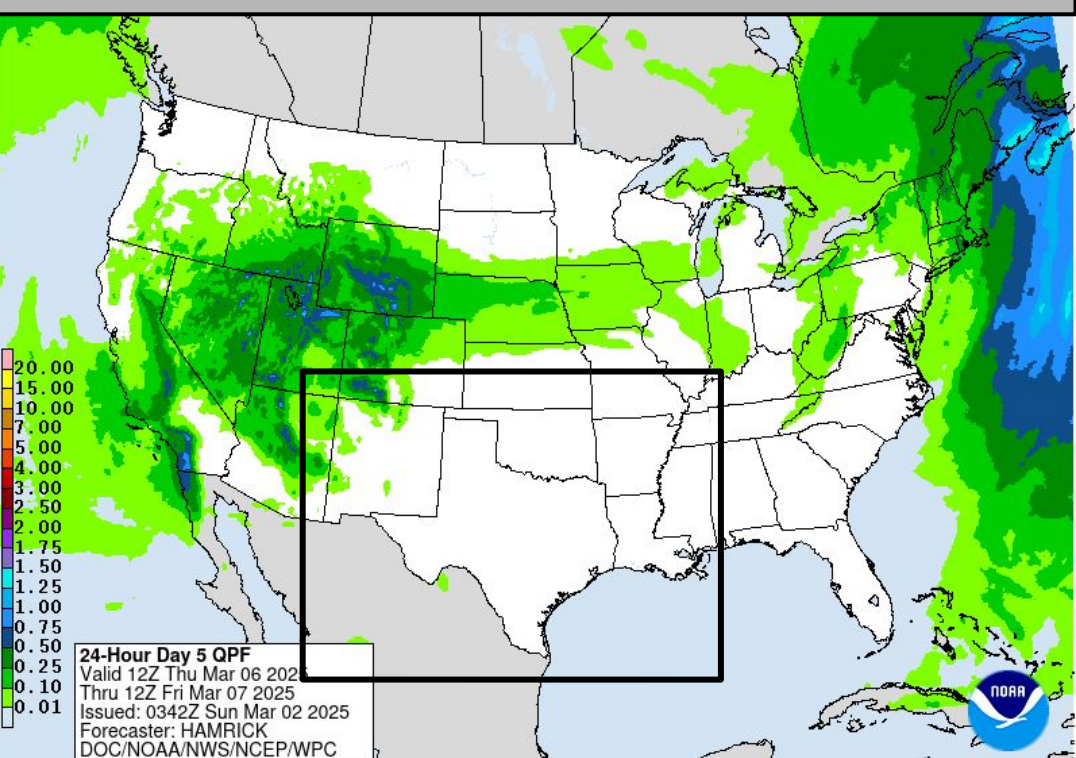 20.00
15.00
10.00
7.00
5.00
4.00
3.00
2.50
2.00
1.75
1.50
1.25
1.00
0.75
0.50
0.25
0.10
0.01
24-Hour Day 5 QPF
Valid 12Z Thu Mar 06 2025
Thru 12Z Fri Mar 07 2025
Issued: 0342Z Sun Mar 02 2025
Forecaster: HAMRICK
DOC/NOAA/NWS/NCEP/WPC
NOAA